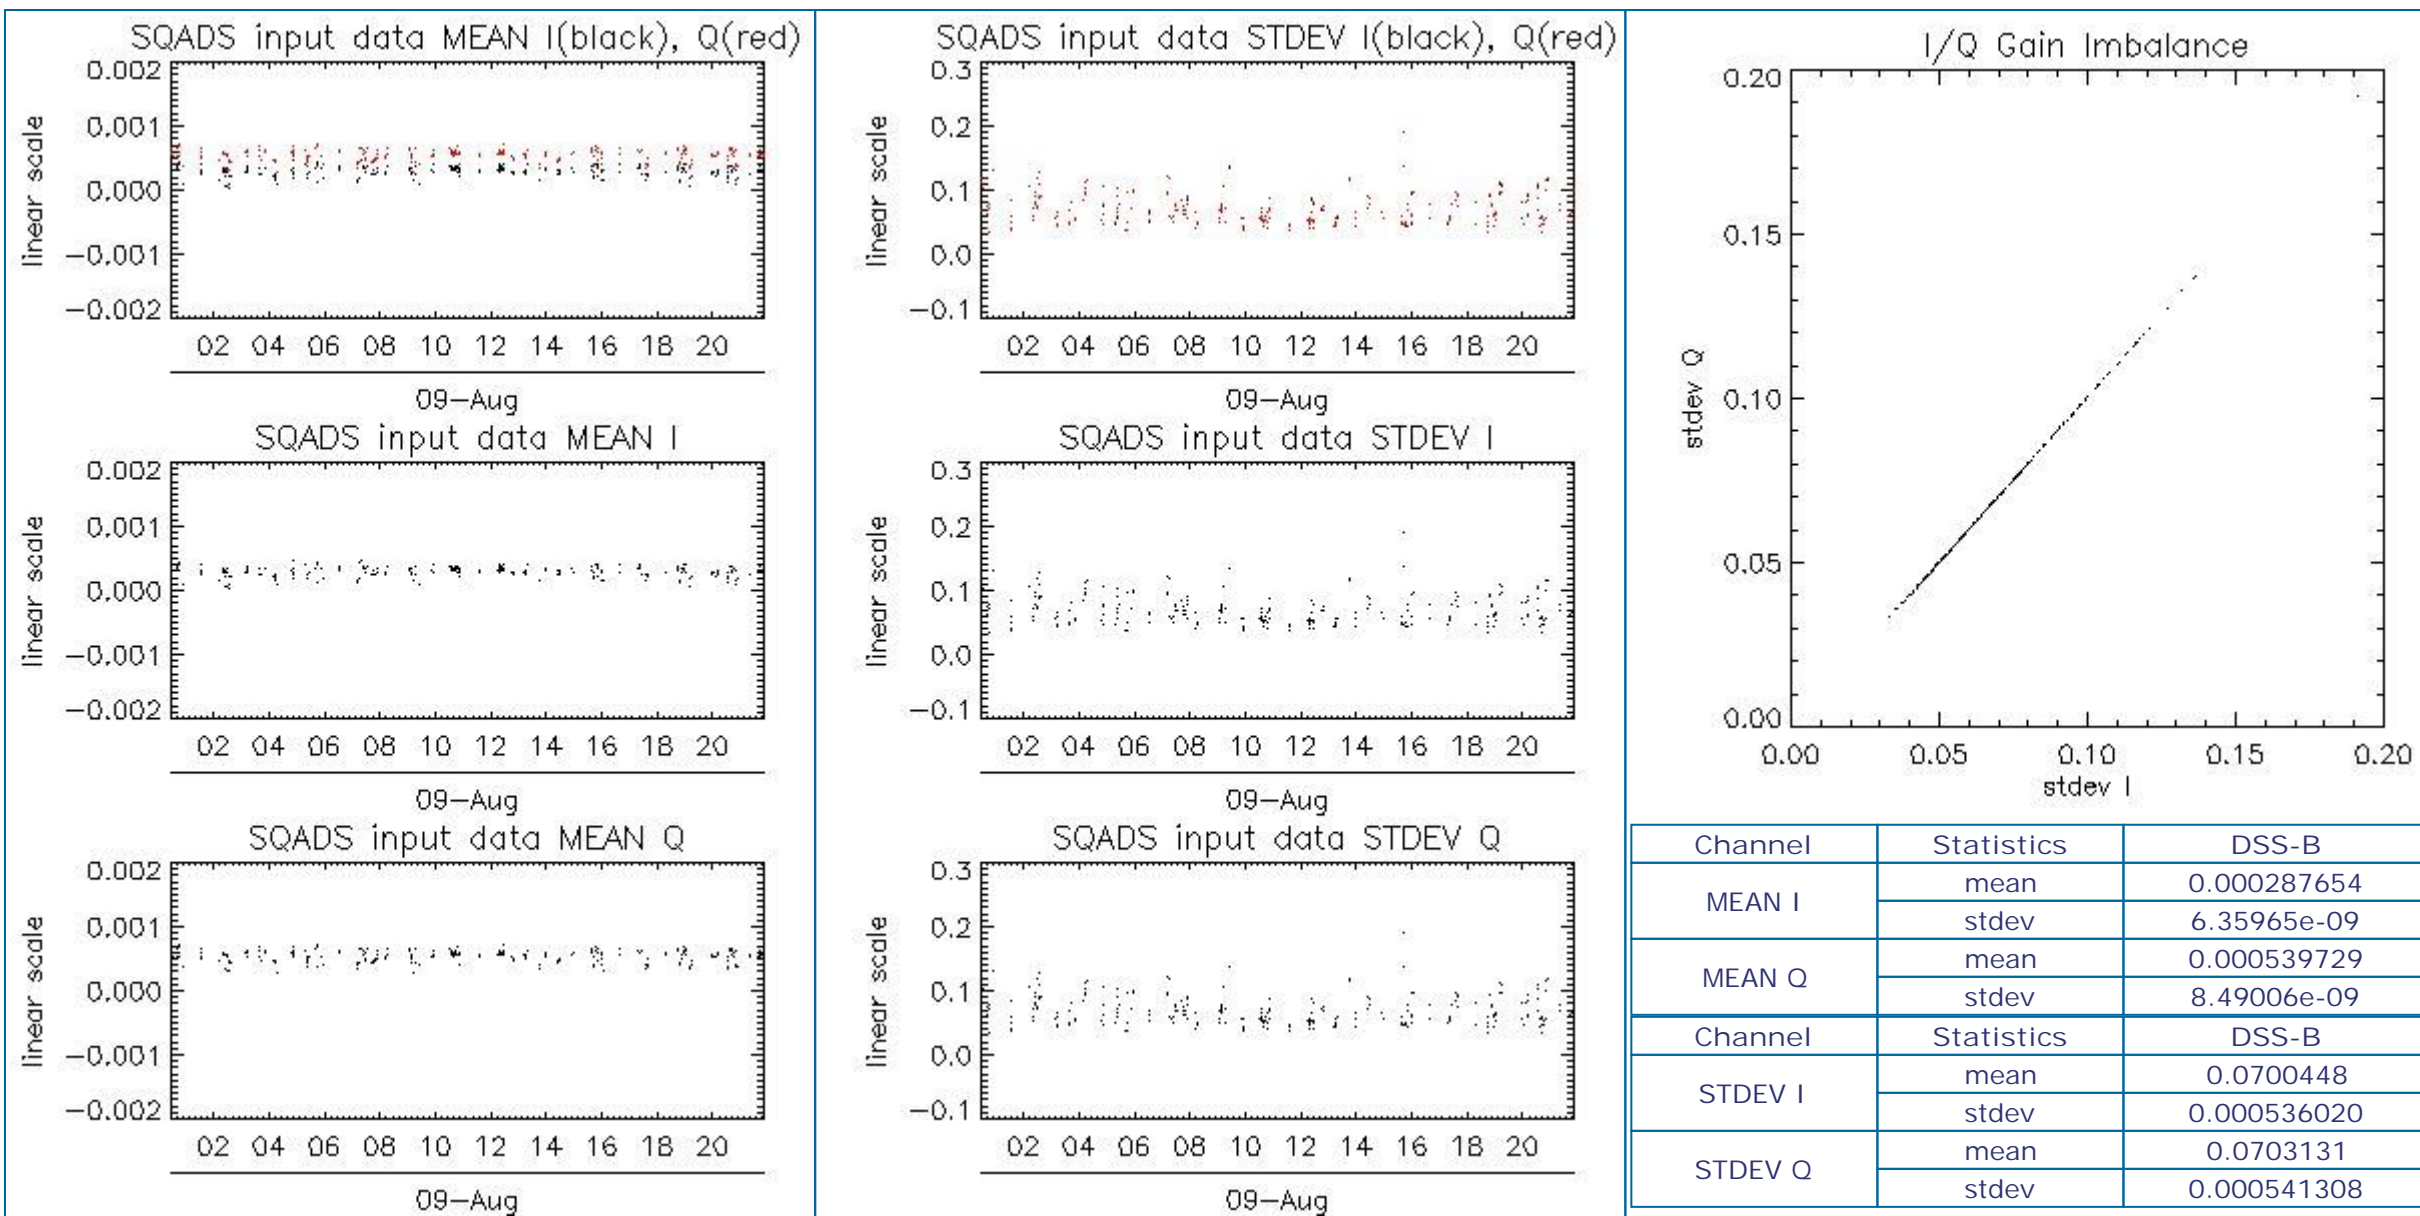 SQADS input data MEAN I(black), Q(red)
0.002
0.001
0.000
-0.001
-0.002
linear scale
02 04 06 08 10 12 14 16 18 20
09-Aug
SQADS input data MEAN I
0.002
0.001
0.000
-0.001
-0.002
linear scale
02 04 06 08 10 12 14 16 18 20
09-Aug
SQADS input data MEAN Q
0.002
0.001
0.000
-0.001
-0.002
linear scale
02 04 06 08 10 12 14 16 18 20
09-Aug
SQADS input data STDEV I(black), Q(red)
0.3
0.2
0.1
0.0
-0.1
linear scale
02 04 06 08 10 12 14 16 18 20
09-Aug
SQADS input data STDEV I
0.3
0.2
0.1
0.0
-0.1
linear scale
02 04 06 08 10 12 14 16 18 20
09-Aug
SQADS input data STDEV Q
0.3
0.2
0.1
0.0
-0.1
linear scale
02 04 06 08 10 12 14 16 18 20
09-Aug
I/Q Gain Imbalance
0.20
0.15
0.10
0.05
0.00
stdev Q
0.00 0.05 0.10 0.15 0.20
stdev I
Channel Statistics DSS-B
MEAN I mean 0.000287654
stdev 6.35965e-09
MEAN Q mean 0.000539729
stdev 8.49006e-09
Channel Statistics DSS-B
STDEV I mean 0.0700448
stdev 0.000536020
STDEV Q mean 0.0703131
stdev 0.000541308